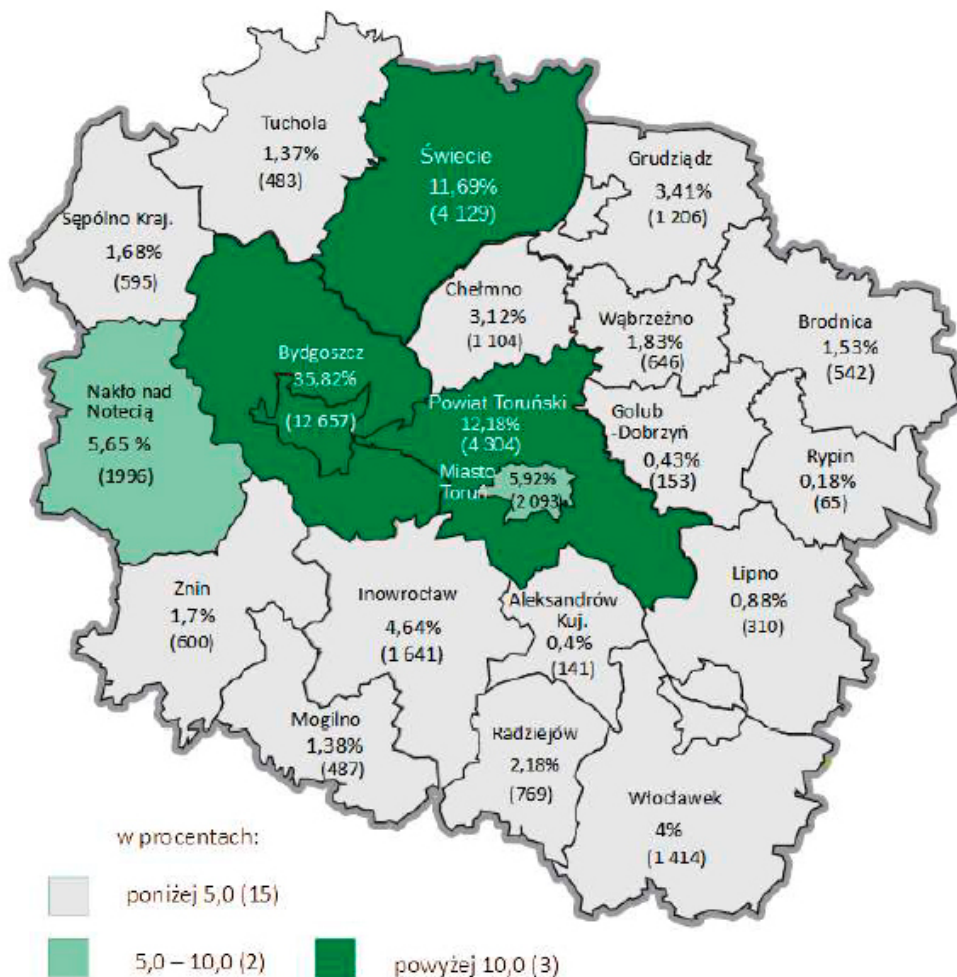 Tuchola
1,37%
(483)
Świecie
11,69%
(4 129)
Grudziądz
3,41%
(1 206)
Sępólno Kraj.
1,68%
(595)
Chełmno
3,12%
(1 104)
Wąbrzeźno
1,83%
(646)
Brodnica
1,53%
(542)
Bydgoszcz
35,82%
(12 657)
Nakło nad
Notecią
5,65 %
(1996)
Powiat Toruński
12,18%
(4 304)
Golub
-Dobrzyń
0,43%
(153)
Rypin
0,18%
(65)
Miasto
Toruń
5,92%
(2 093)
Znin
1,7%
(600)
Inowrocław
4,64%
(1 641)
Aleksandrów
Kuj.
0,4%
(141)
Lipno
0,88%
(310)
Mogilno
1,38%
(487)
Radziejów
2,18%
(769)
Włocławek
4%
(1 414)
w procentach:
poniżej 5,0 (15)
5,0 – 10,0 (2)
powyżej 10,0 (3)